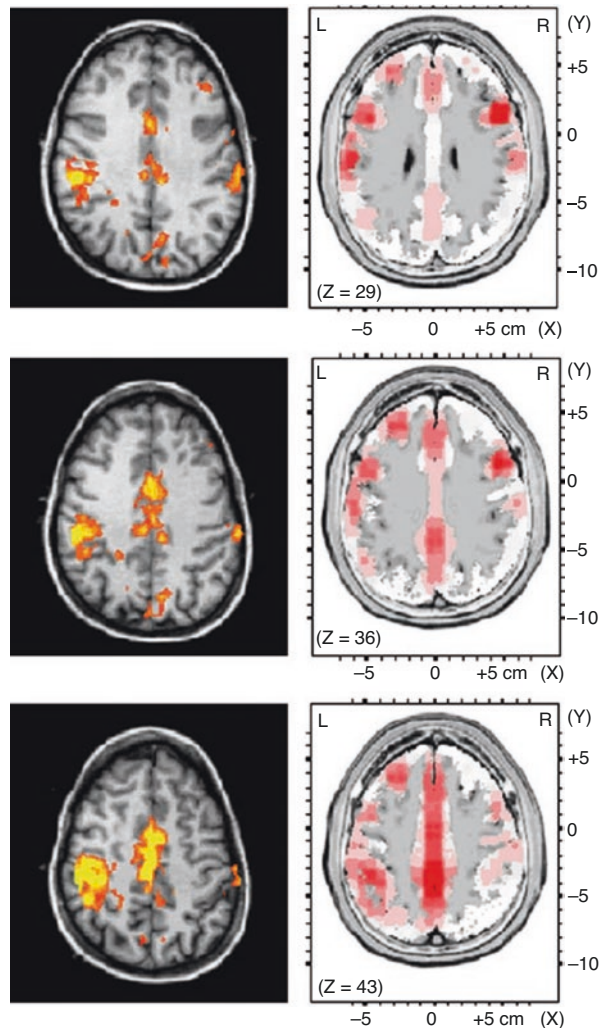 L R (Y)
+5
0
−5
−10
(Z = 29)
−5 0 +5 cm (X)
L R (Y)
+5
0
−5
−10
(Z = 36)
−5 0 +5 cm (X)
L R (Y)
+5
0
−5
−10
(Z = 43)
−5 0 +5 cm (X)